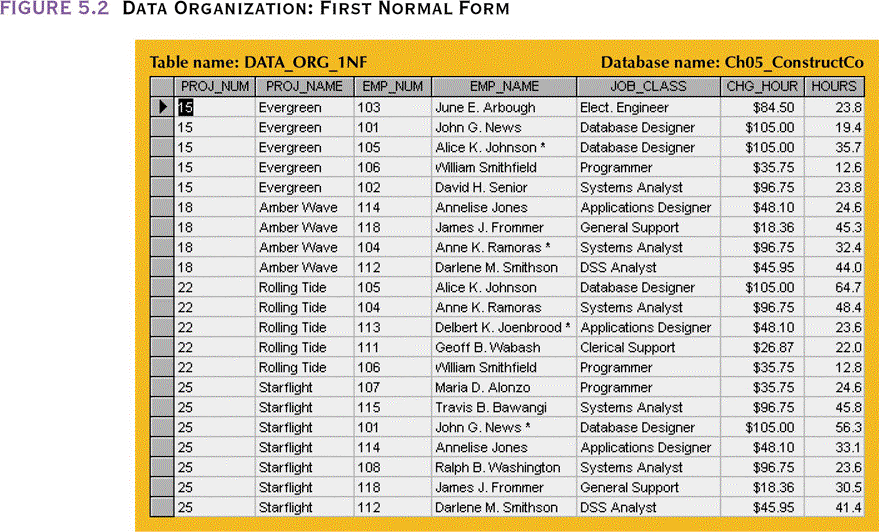 FIGURE 5.2 DATA ORGANIZATION: FIRST NORMAL FORM
Table name: DATA_ORG_1NF Database name: Ch05_ConstructCo
PROJ_NUM PROJ_NAME EMP_NUM EMP_NAME JOB_CLASS CHG_HOUR HOURS
15 Evergreen 103 June E. Arbough Elect. Engineer $84.50 23.8
15 Evergreen 101 John G. News Database Designer $105.00 19.4
15 Evergreen 105 Alice K. Johnson * Database Designer $105.00 35.7
15 Evergreen 106 William Smithfield Programmer $35.75 12.6
15 Evergreen 102 David H. Senior Systems Analyst $96.75 23.8
18 Amber Wave 114 Annelise Jones Applications Designer $48.10 24.6
18 Amber Wave 118 James J. Frommer General Support $18.36 45.3
18 Amber Wave 104 Anne K. Ramoras * Systems Analyst $96.75 32.4
18 Amber Wave 112 Darlene M. Smithson DSS Analyst $45.95 44.0
22 Rolling Tide 105 Alice K. Johnson Database Designer $105.00 64.7
22 Rolling Tide 104 Anne K. Ramoras Systems Analyst $96.75 48.4
22 Rolling Tide 113 Delbert K. Joenbrood * Applications Designer $48.10 23.6
22 Rolling Tide 111 Geoff B. Wabash Clerical Support $26.87 22.0
22 Rolling Tide 106 William Smithfield Programmer $35.75 12.8
25 Starflight 107 Maria D. Alonzo Programmer $35.75 24.6
25 Starflight 115 Travis B. Bawangi Systems Analyst $96.75 45.8
25 Starflight 101 John G. News * Database Designer $105.00 56.3
25 Starflight 114 Annelise Jones Applications Designer $48.10 33.1
25 Starflight 108 Ralph B. Washington Systems Analyst $96.75 23.6
25 Starflight 118 James J. Frommer General Support $18.36 30.5
25 Starflight 112 Darlene M. Smithson DSS Analyst $45.95 41.4